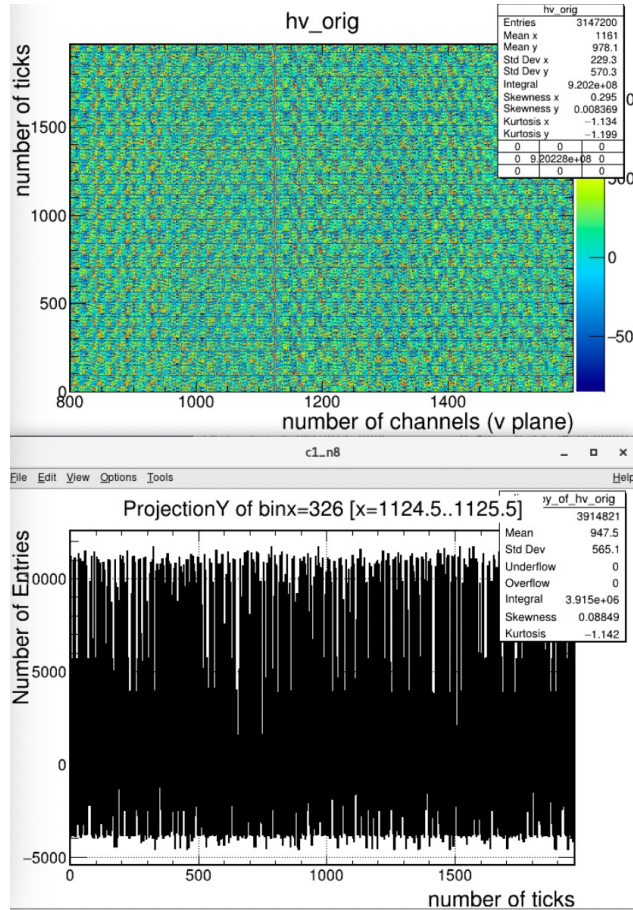 hv_orig
hv_orig
Entries 3147200
Mean x 1161
Mean y 978.1
Std Dev x 229.3
Std Dev y 570.3
Integral 9.202e+08
Skewness x 0.295
Skewness y 0.008369
Kurtosis x −1.134
Kurtosis y −1.199
0 0 0
0 9.20228e+08 0
0 0 0
number of ticks
1500
1000
500
0
0
−50
800 1000 1200 1400
number of channels (v plane)
c1_n8
File Edit View Options Tools Help
ProjectionY of binx=326 [x=1124.5..1125.5]
y_of_hv_orig
3914821
Mean 947.5
Std Dev 565.1
Underflow 0
Overflow 0
Integral 3.915e+06
Skewness 0.08849
Kurtosis −1.142
Number of Entries
0000
5000
0
−5000
0 500 1000 1500
number of ticks